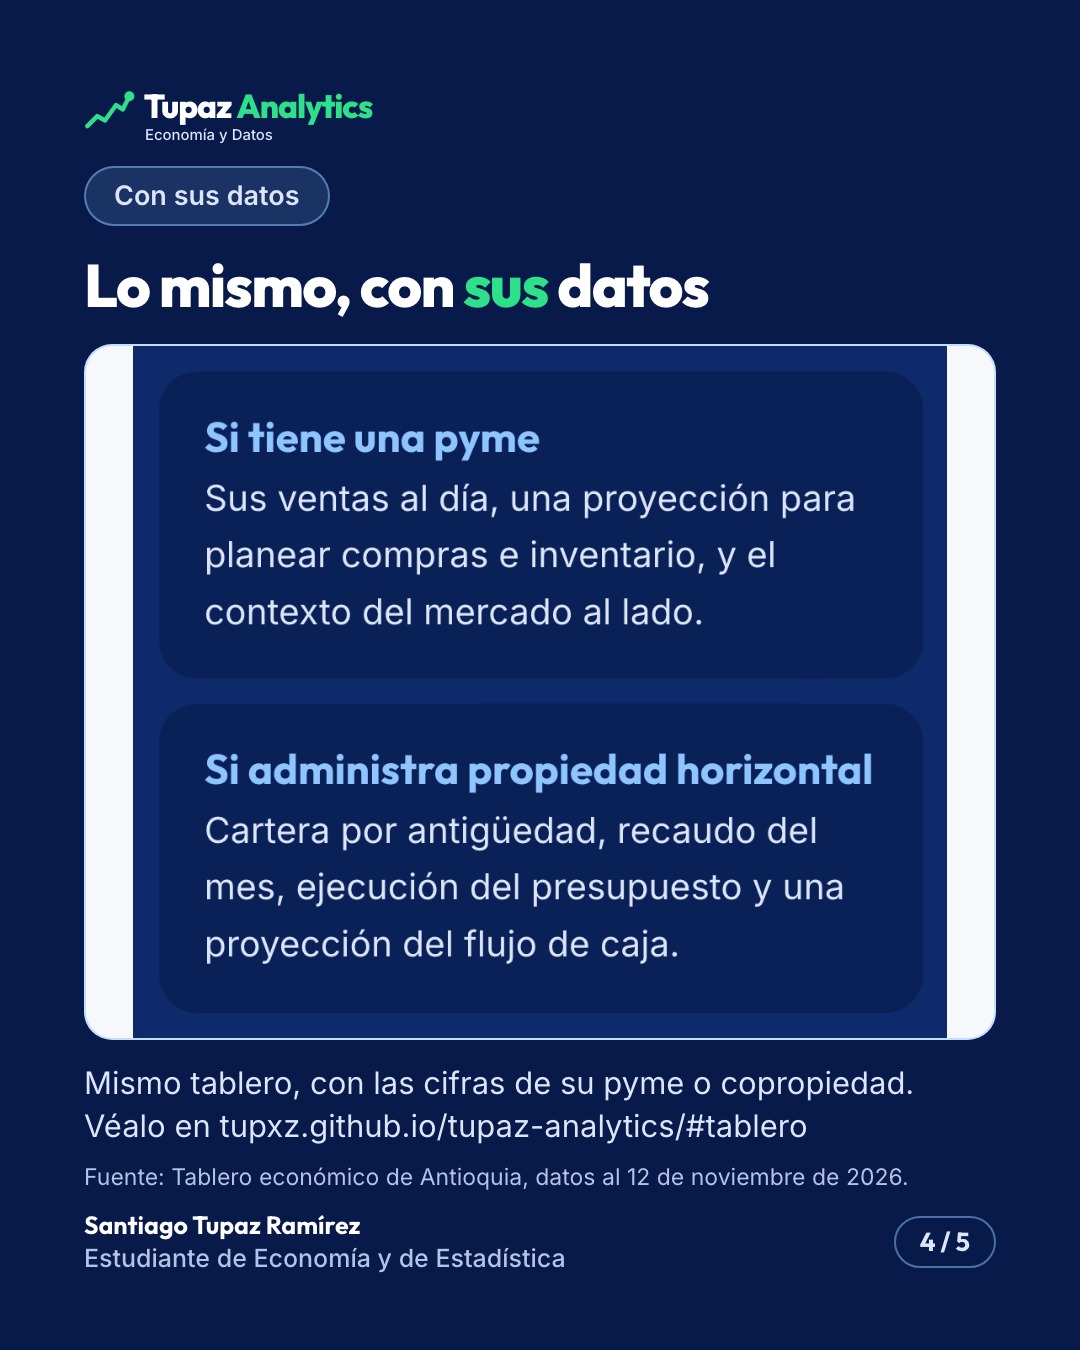 Tupaz Analytics
Economía y Datos
Con sus datos
Lo mismo, con sus datos
Si tiene una pyme
Sus ventas al día, una proyección para
planear compras e inventario, y el
contexto del mercado al lado.
Si administra propiedad horizontal
Cartera por antigüedad, recaudo del
mes, ejecución del presupuesto y una
proyección del flujo de caja.
Mismo tablero, con las cifras de su pyme o copropiedad.
Véalo en tupxz.github.io/tupaz-analytics/#tablero
Fuente: Tablero económico de Antioquia, datos al 12 de noviembre de 2026.
Santiago Tupaz Ramírez
Estudiante de Economía y de Estadística
4 / 5